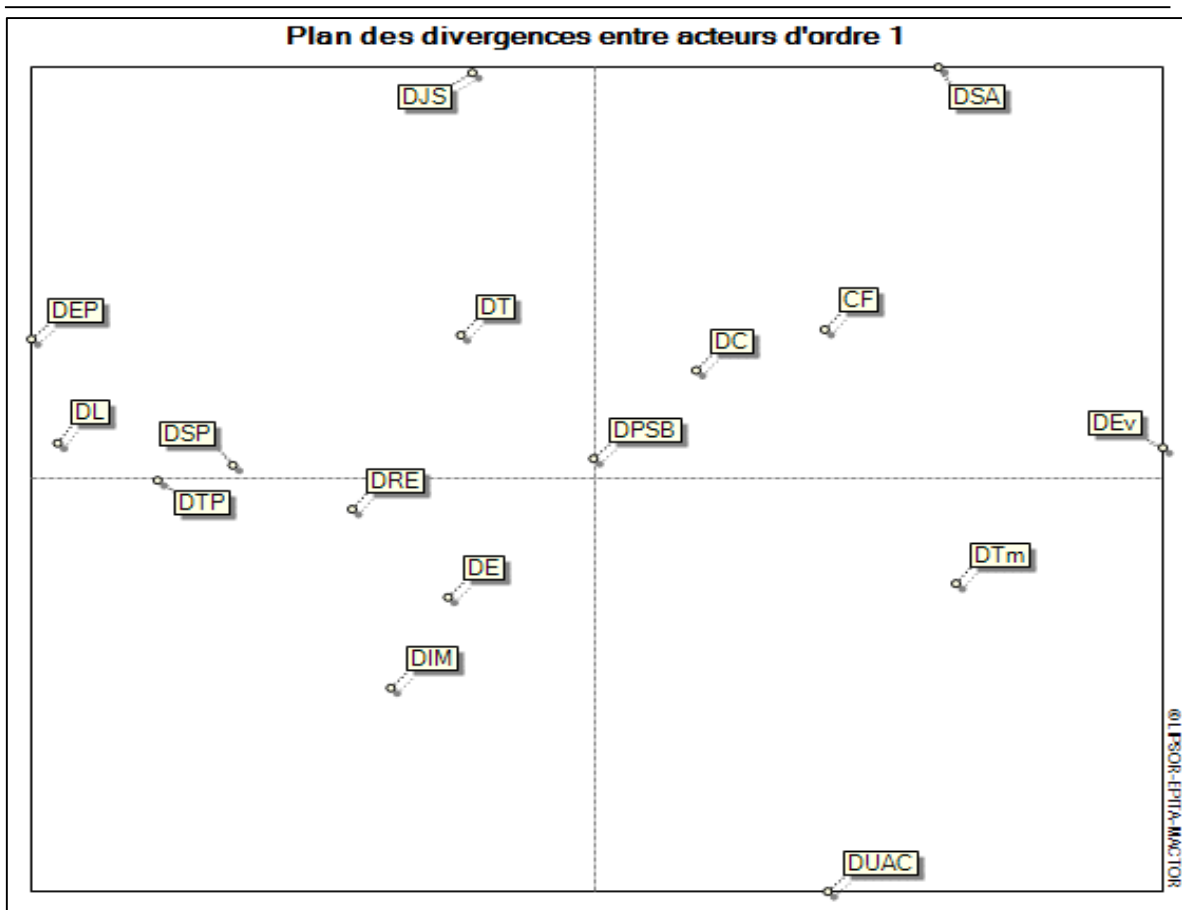 Plan des divergences entre acteurs d'ordre 1
DJS
DSA
DEP
DT
CF
DC
DL
DSP
DPSB
DEv
DTP
DRE
DE
DTm
DIM
DUAC
©LIPSOR-EPITA-MACTOR